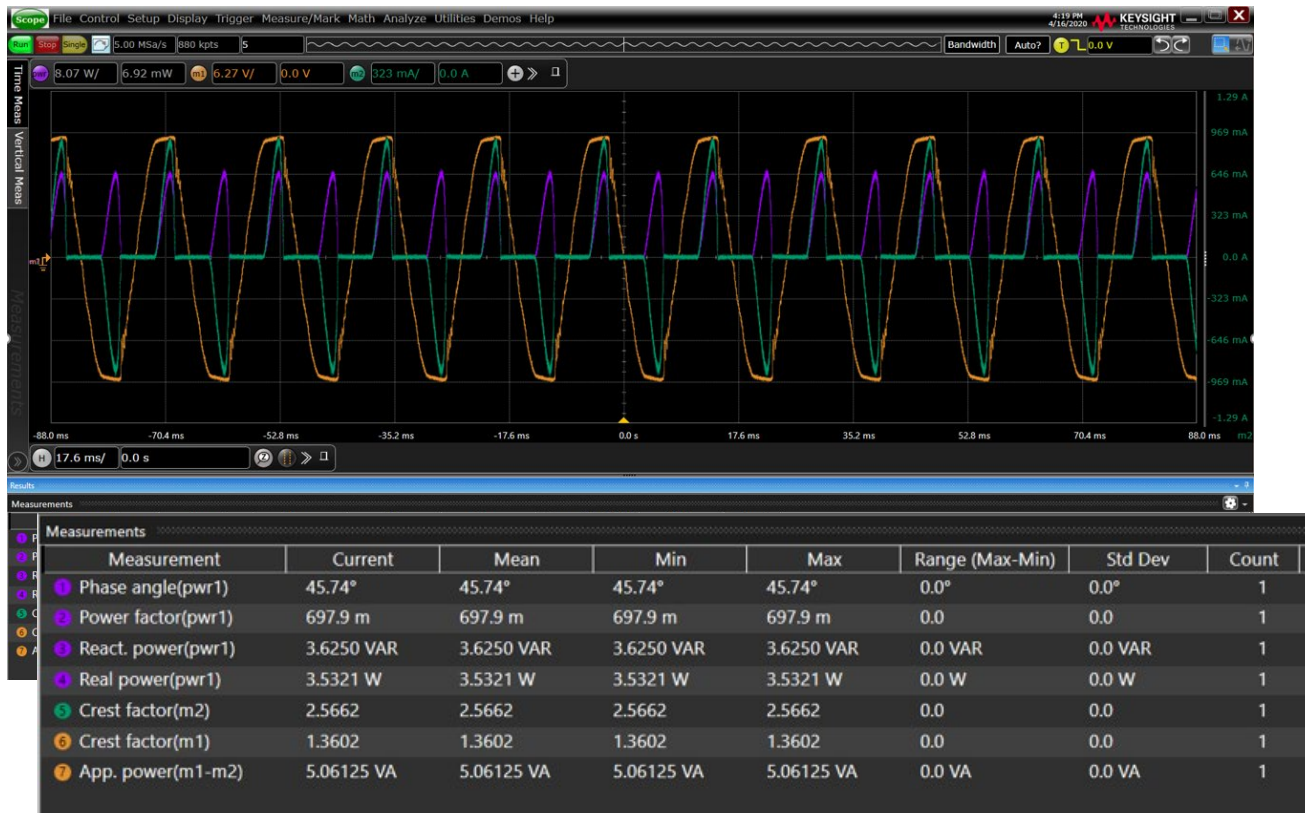 Scope File Control Setup Display Trigger Measure/Mark Math Analyze Utilities Demos Help
4:19 PM
4/16/2020
KEYSIGHT
TECHNOLOGIES
Run Stop Single 5.00 MSa/s 880 kpts 5 Bandwidth Auto? T 0.0 V
8.07 W/ 6.92 mW m1 6.27 V/ 0.0 V m2 323 mA/ 0.0 A
Time Meas
Vertical Meas
Measurements
1.29 A
969 mA
646 mA
323 mA
0.0 A
-323 mA
-646 mA
-969 mA
-1.29 A
-88.0 ms -70.4 ms -52.8 ms -35.2 ms -17.6 ms 0.0 s 17.6 ms 35.2 ms 52.8 ms 70.4 ms 88.0 ms m2
H 17.6 ms/ 0.0 s
Results
Measurements
Measurements
Measurement Current Mean Min Max Range (Max-Min) Std Dev Count
1 Phase angle(pwr1) 45.74° 45.74° 45.74° 45.74° 0.0° 0.0° 1
2 Power factor(pwr1) 697.9 m 697.9 m 697.9 m 697.9 m 0.0 0.0 1
3 React. power(pwr1) 3.6250 VAR 3.6250 VAR 3.6250 VAR 3.6250 VAR 0.0 VAR 0.0 VAR 1
4 Real power(pwr1) 3.5321 W 3.5321 W 3.5321 W 3.5321 W 0.0 W 0.0 W 1
5 Crest factor(m2) 2.5662 2.5662 2.5662 2.5662 0.0 0.0 1
6 Crest factor(m1) 1.3602 1.3602 1.3602 1.3602 0.0 0.0 1
7 App. power(m1-m2) 5.06125 VA 5.06125 VA 5.06125 VA 5.06125 VA 0.0 VA 0.0 VA 1